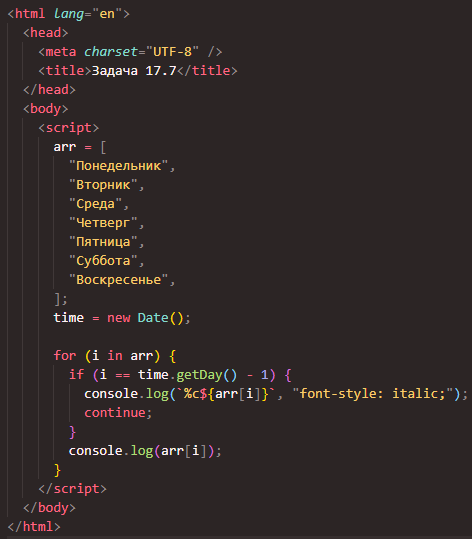 <html lang="en">
  <head>
    <meta charset="UTF-8" />
    <title>Задача 17.7</title>
  </head>
  <body>
    <script>
      arr = [
        "Понедельник",
        "Вторник",
        "Среда",
        "Четверг",
        "Пятница",
        "Суббота",
        "Воскресенье",
      ];
      time = new Date();

      for (i in arr) {
        if (i == time.getDay() - 1) {
          console.log(`%c${arr[i]}`, "font-style: italic;");
          continue;
        }
        console.log(arr[i]);
      }
    </script>
  </body>
</html>